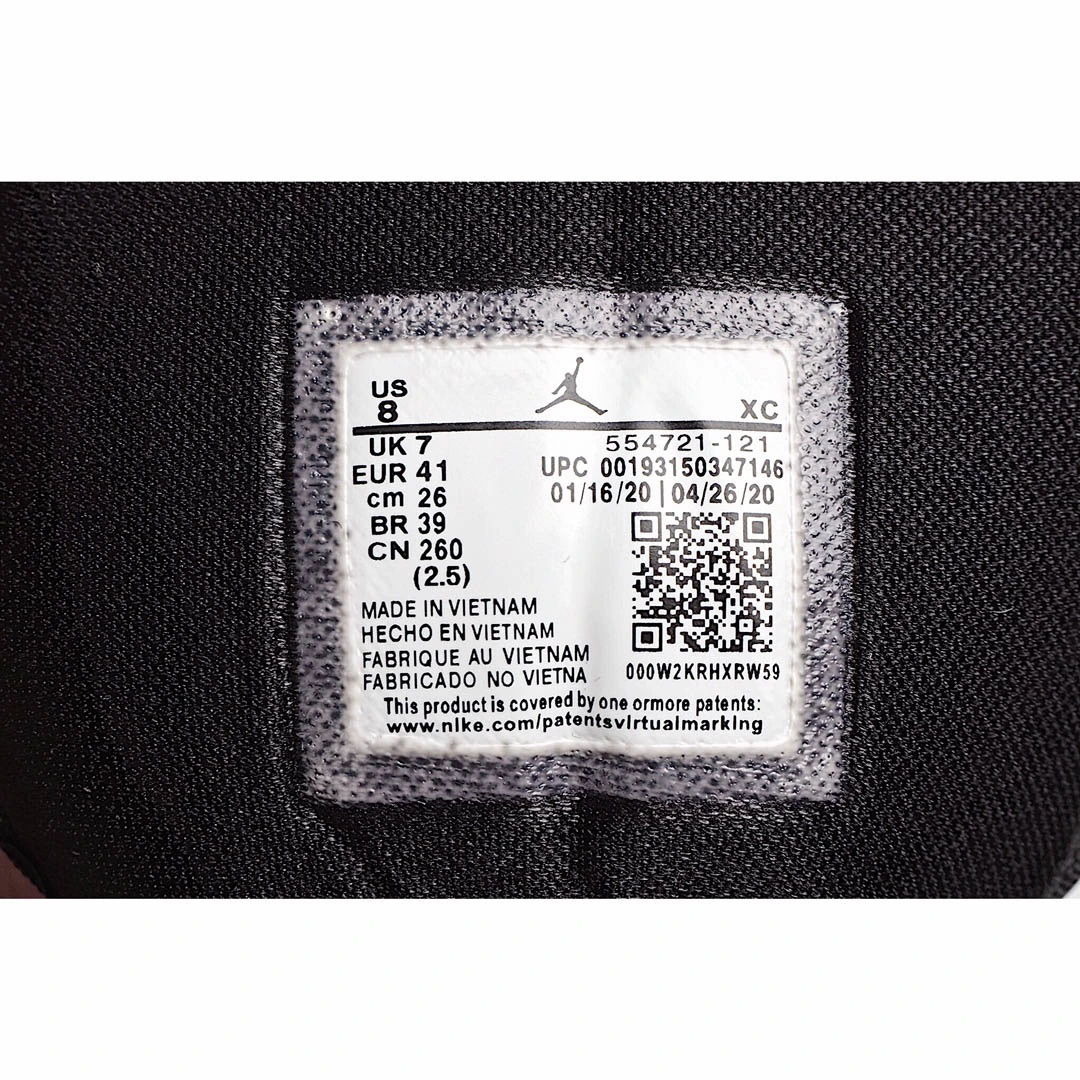 US
8
XC
UK 7
EUR 41
cm 26
BR 39
CN 260
(2.5)
554721-121
UPC 00193150347146
01/16/20 | 04/26/20
000W2KRHXRW59
MADE IN VIETNAM
HECHO EN VIETNAM
FABRIQUE AU VIETNAM
FABRICADO NO VIETNA
This product is covered by one ormore patents:
www.nike.com/patentsvirtualmarking